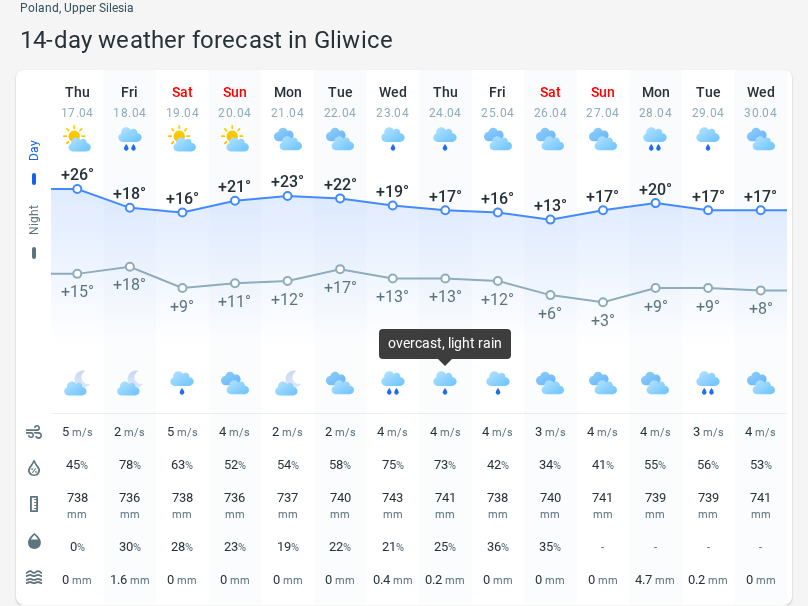 Poland, Upper Silesia
14-day weather forecast in Gliwice
Thu Fri Sat Sun Mon Tue Wed Thu Fri Sat Sun Mon Tue Wed
17.04 18.04 19.04 20.04 21.04 22.04 23.04 24.04 25.04 26.04 27.04 28.04 29.04 30.04
Day
+26° +18° +16° +21° +23° +22° +19° +17° +16° +13° +17° +20° +17° +17°
Night
+15° +18° +9° +11° +12° +17° +13° +13° +12° +6° +3° +9° +9° +8°
overcast, light rain
5 m/s 2 m/s 5 m/s 4 m/s 2 m/s 2 m/s 4 m/s 4 m/s 4 m/s 3 m/s 4 m/s 4 m/s 3 m/s 4 m/s
45% 78% 63% 52% 54% 58% 75% 73% 42% 34% 41% 55% 56% 53%
738 736 738 736 737 740 743 741 738 740 741 739 739 741
mm mm mm mm mm mm mm mm mm mm mm mm mm mm
0% 30% 28% 23% 19% 22% 21% 25% 36% 35% - - - -
0 mm 1.6 mm 0 mm 0 mm 0 mm 0 mm 0.4 mm 0.2 mm 0 mm 0 mm 0 mm 4.7 mm 0.2 mm 0 mm